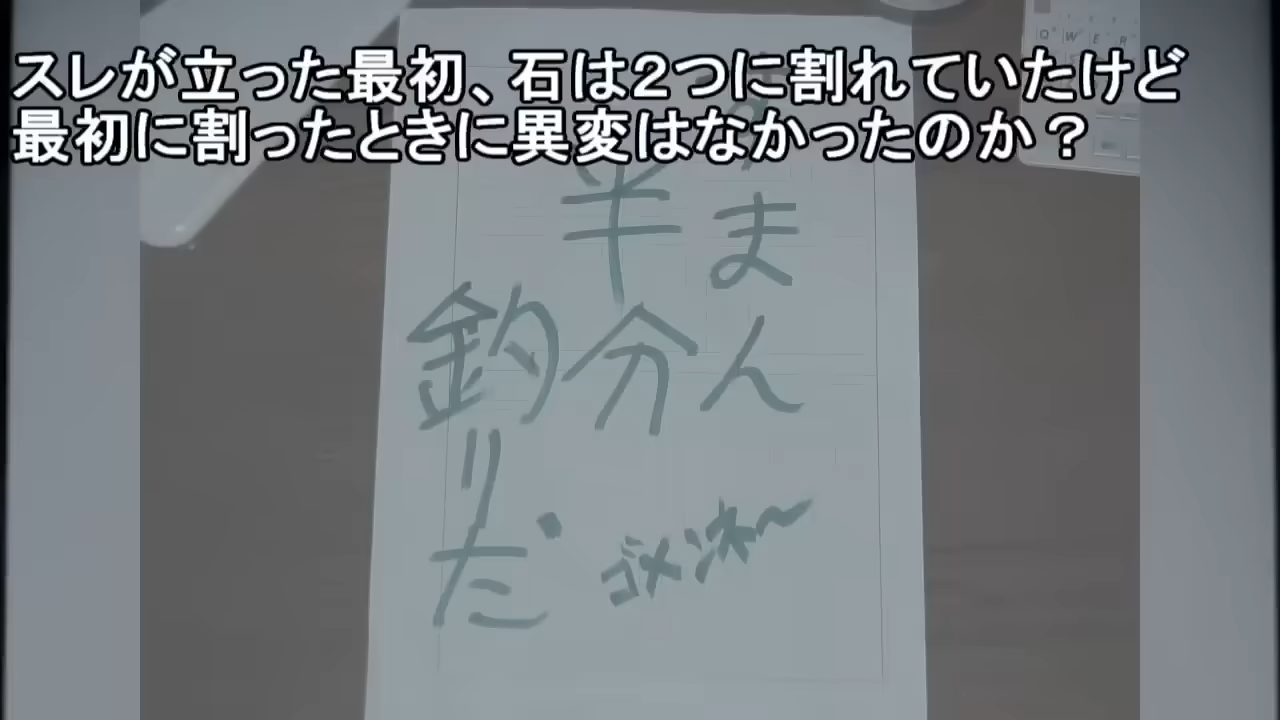 スレが立った最初、石は２つに割れていたけど
最初に割ったときに異変はなかったのか？
すまん
半分
釣りだ
ゴメンネ～
Q W E R